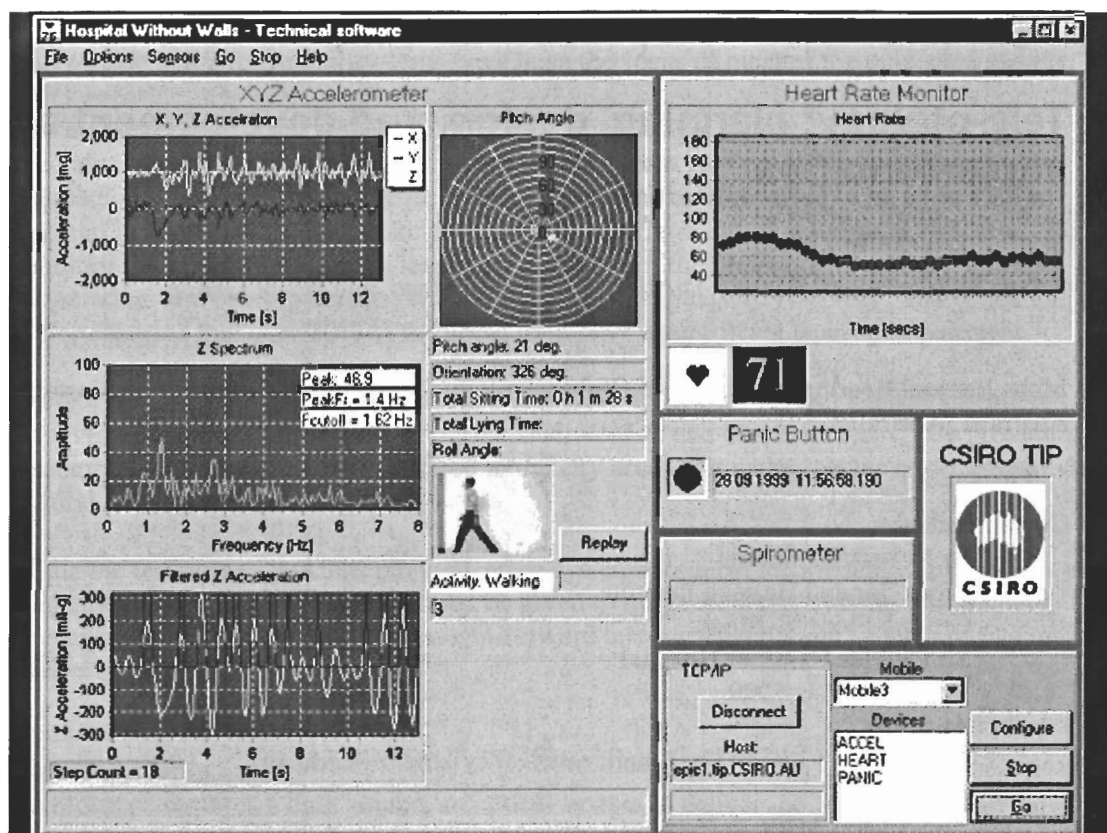 Hospital Without Walls - Technical software
File Options Sensors Go Stop Help
XYZ Accelerometer
X, Y, Z Accelration
2,000
1,000
0
-1,000
-2,000
Acceleration [mg]
X
Y
Z
0 2 4 6 8 10 12
Time [s]
Pitch Angle
90
60
30
0
Z Spectrum
100
80
60
40
20
0
Amplitude
Peak: 46.9
PeakFr = 1.4 Hz
Fcutoff = 1.62 Hz
0 1 2 3 4 5 6 7 8
Frequency [Hz]
Pitch angle: 21 deg.
Orientation: 326 deg.
Total Sitting Time: 0 h 1 m 28 s
Total Lying Time:
Roll Angle:
Replay
Activity: Walking
3
Filtered Z Acceleration
300
200
100
0
-100
-200
-300
Z Acceleration [milli-g]
0 2 4 6 8 10 12
Step Count = 18
Time [s]
Heart Rate Monitor
Heart Rate
180
160
140
120
100
80
60
40
Time [secs]
71
Panic Button
28 09 1999 11:56:58.190
Spirometer
CSIRO TIP
CSIRO
TCP/IP
Disconnect
Host:
epic1.tip.CSIRO.AU
Mobile
Mobile3
Devices
ACCEL
HEART
PANIC
Configure
Stop
Go